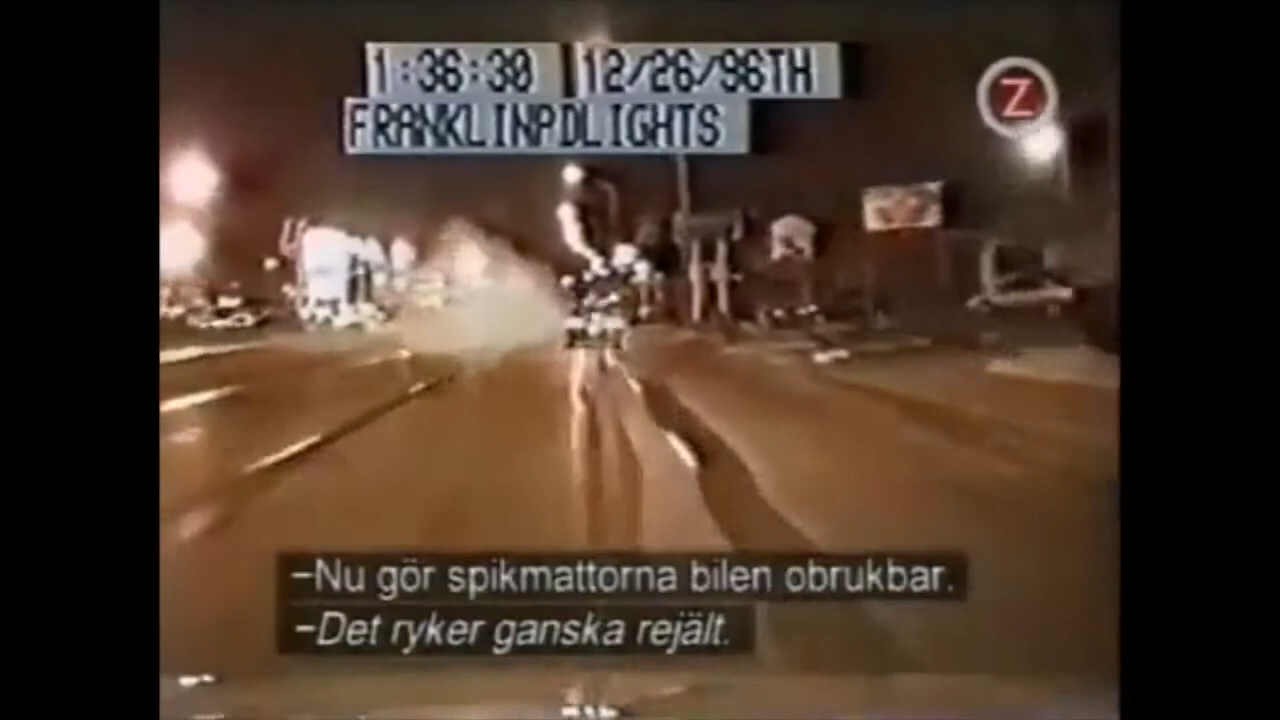 1:36:30 12/26/96TH
FRANKLINPDLIGHTS
Z
–Nu gör spikmattorna bilen obrukbar.
–Det ryker ganska rejält.